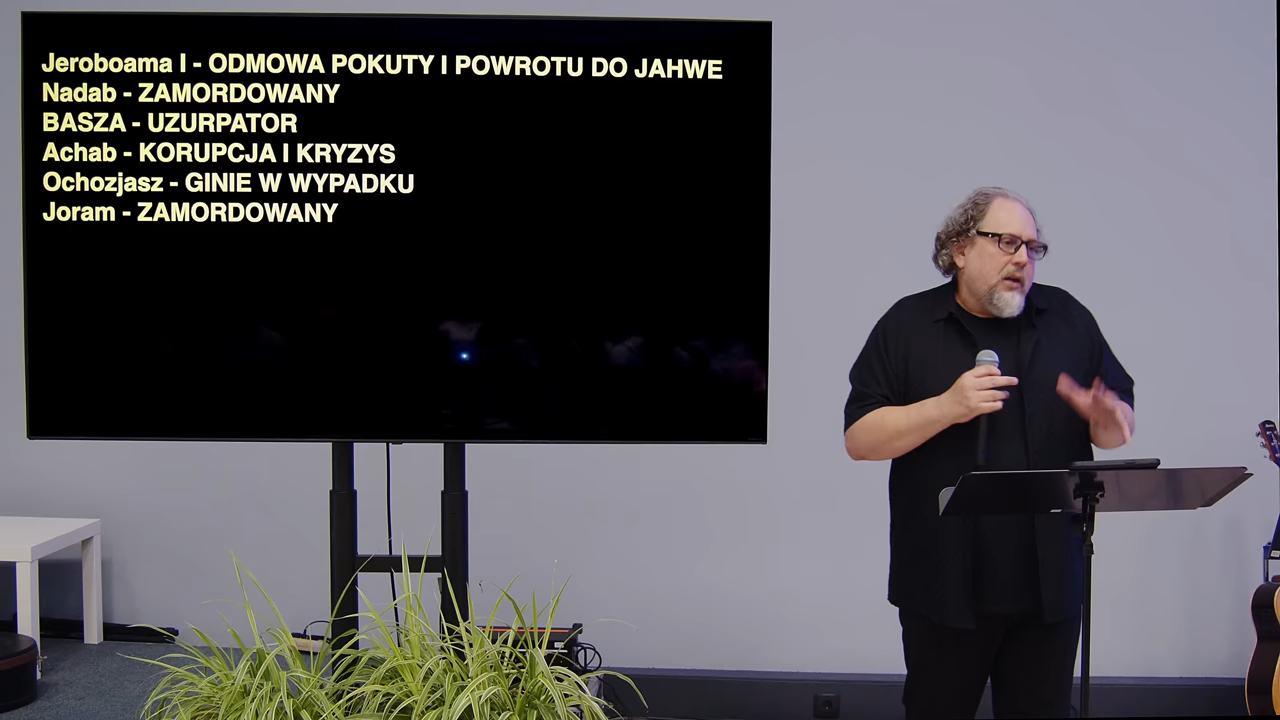 Jeroboama I - ODMOWA POKUTY I POWROTU DO JAHWE
Nadab - ZAMORDOWANY
BASZA - UZURPATOR
Achab - KORUPCJA I KRYZYS
Ochozjasz - GINIE W WYPADKU
Joram - ZAMORDOWANY